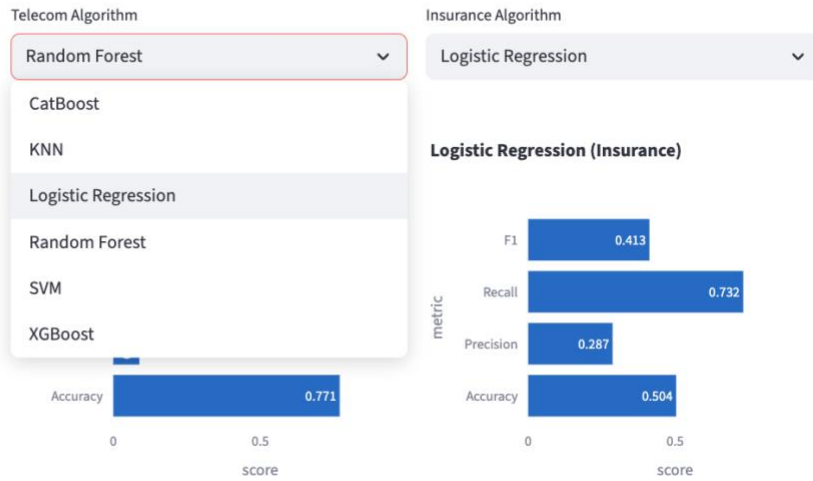 Telecom Algorithm
Random Forest
CatBoost
KNN
Logistic Regression
Random Forest
SVM
XGBoost
Accuracy
0.771
0
0.5
score
Insurance Algorithm
Logistic Regression
Logistic Regression (Insurance)
metric
F1
0.413
Recall
0.732
Precision
0.287
Accuracy
0.504
0
0.5
score